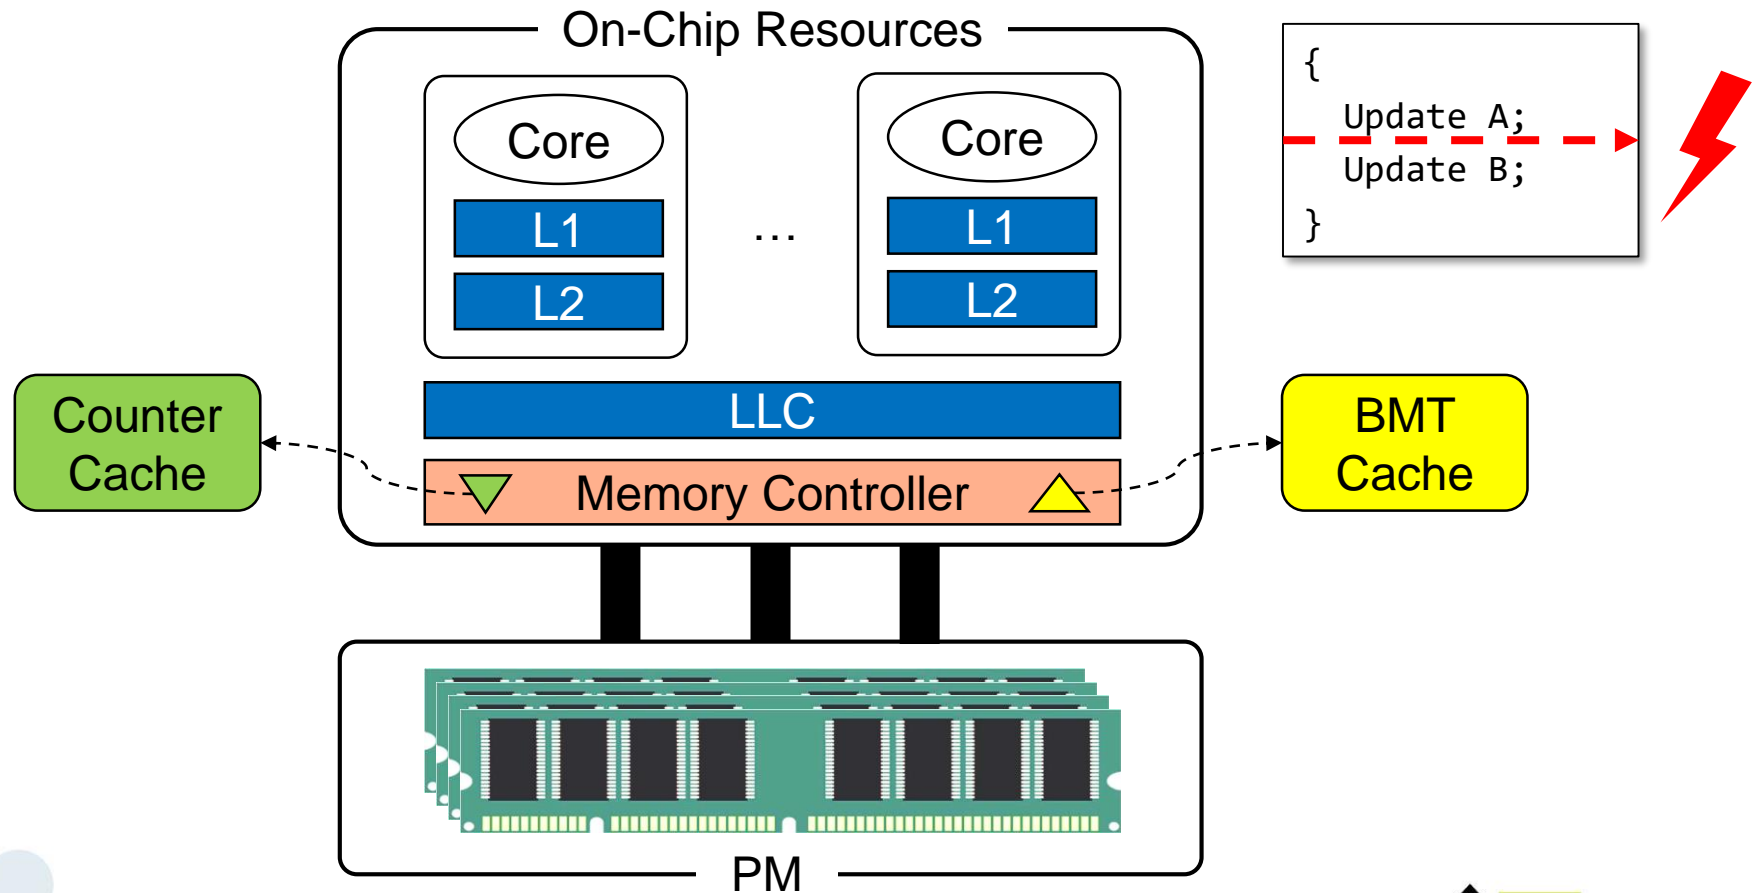 On-Chip Resources
Core
L1
L2
…
Core
L1
L2
LLC
Memory Controller
Counter
Cache
BMT
Cache
{
Update A;
Update B;
}
PM